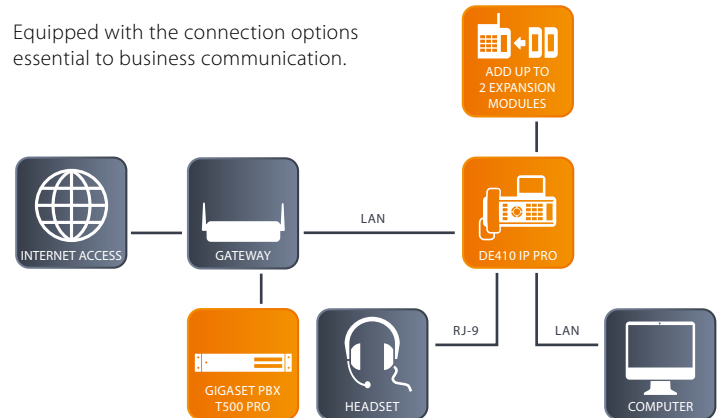 Equipped with the connection options
essential to business communication.
ADD UP TO
2 EXPANSION
MODULES
INTERNET ACCESS
GATEWAY
LAN
DE410 IP PRO
GIGASET PBX
T500 PRO
HEADSET
RJ-9
LAN
COMPUTER